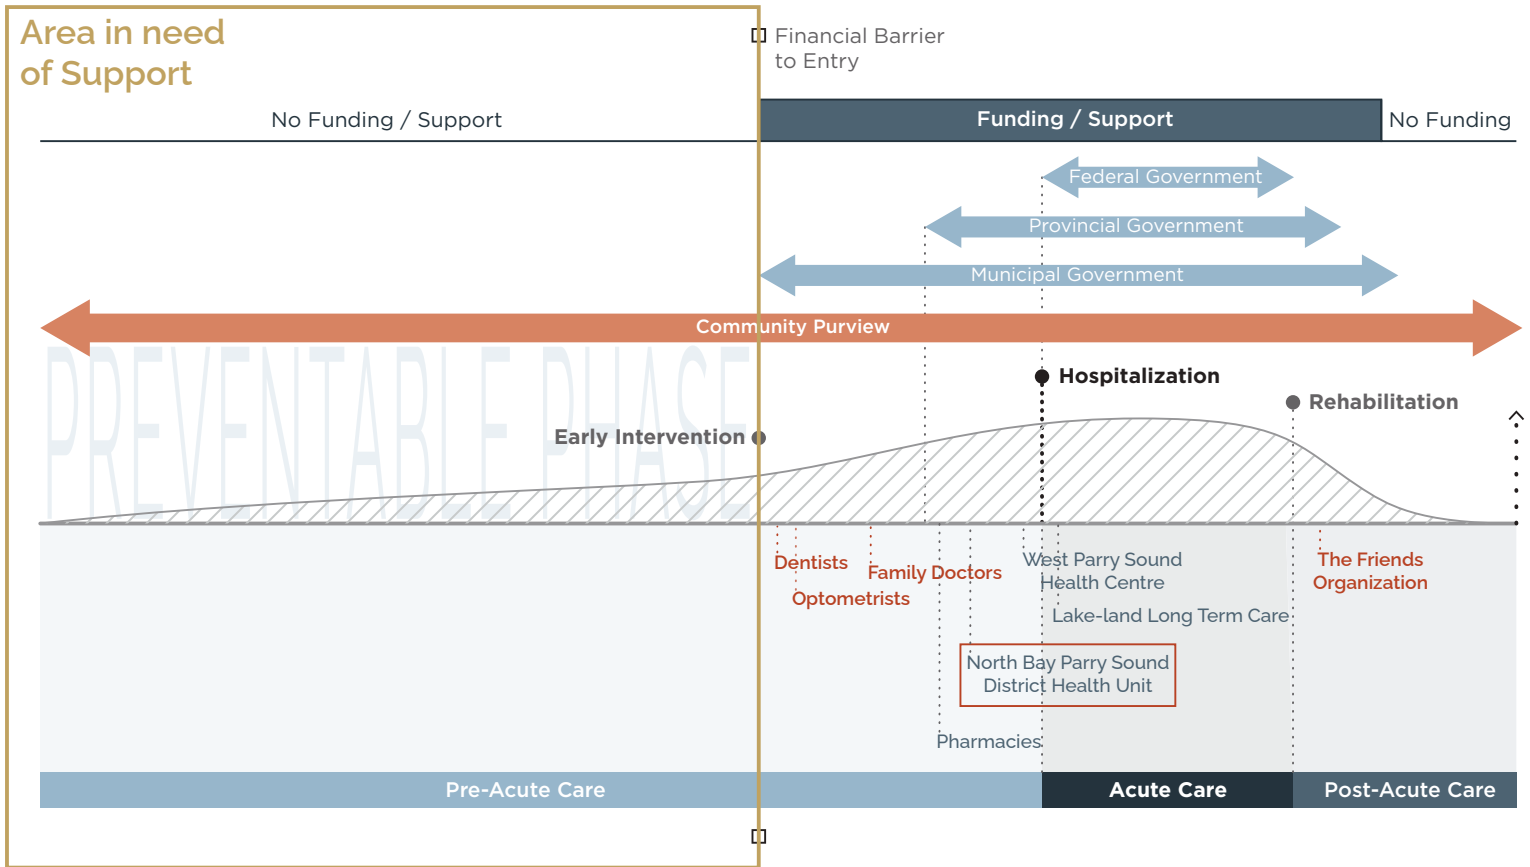 Area in need
of Support
Financial Barrier
to Entry
No Funding / Support
Funding / Support
No Funding
Federal Government
Provincial Government
Municipal Government
Community Purview
PREVENTABLE PHASE
Hospitalization
Rehabilitation
Early Intervention
Dentists
Family Doctors
Optometrists
West Parry Sound
Health Centre
The Friends
Organization
Lake-land Long Term Care
North Bay Parry Sound
District Health Unit
Pharmacies
Pre-Acute Care
Acute Care
Post-Acute Care